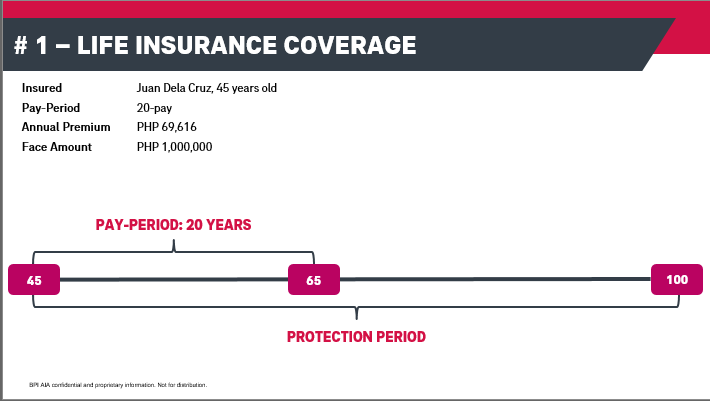 # 1 – LIFE INSURANCE COVERAGE
Insured Juan Dela Cruz, 45 years old
Pay-Period 20-pay
Annual Premium PHP 69,616
Face Amount PHP 1,000,000
PAY-PERIOD: 20 YEARS
45 65 100
PROTECTION PERIOD
BPI AIA confidential and proprietary information. Not for distribution.